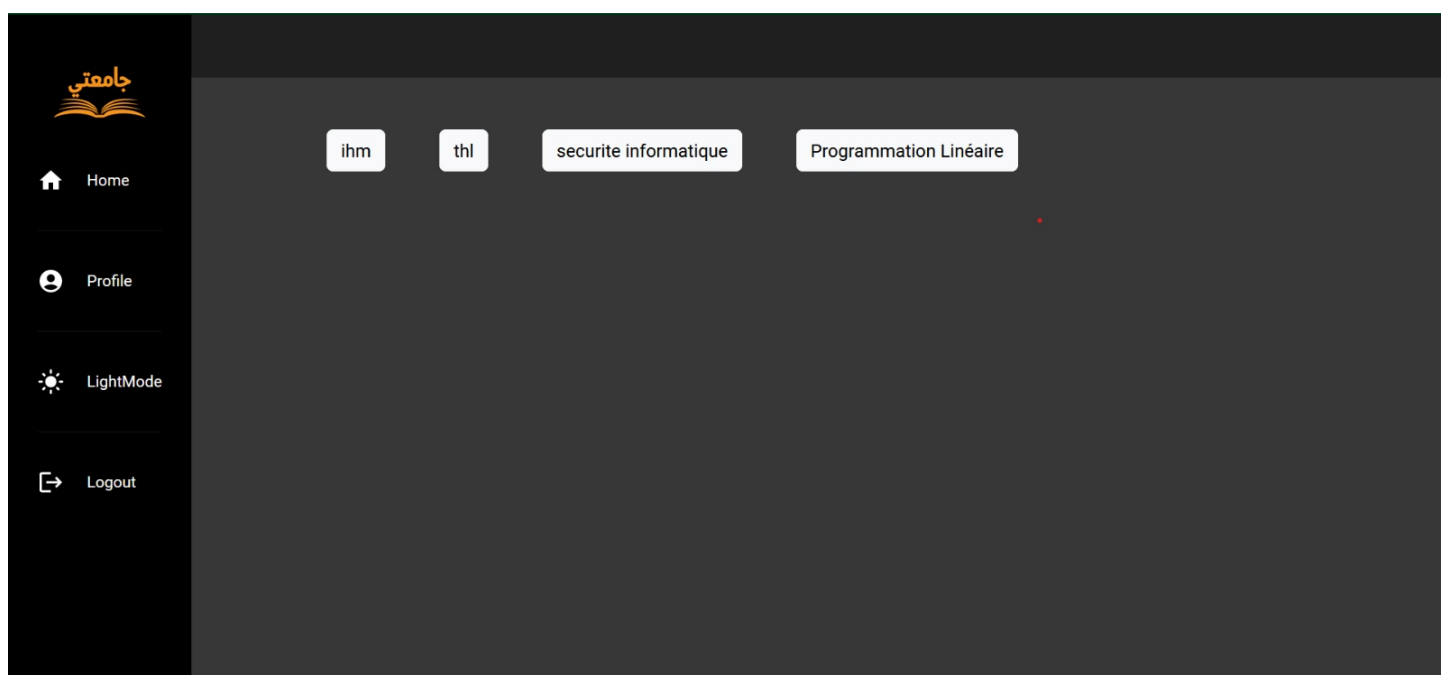 جامعتي
Home
Profile
LightMode
Logout
ihm thl securite informatique Programmation Linéaire